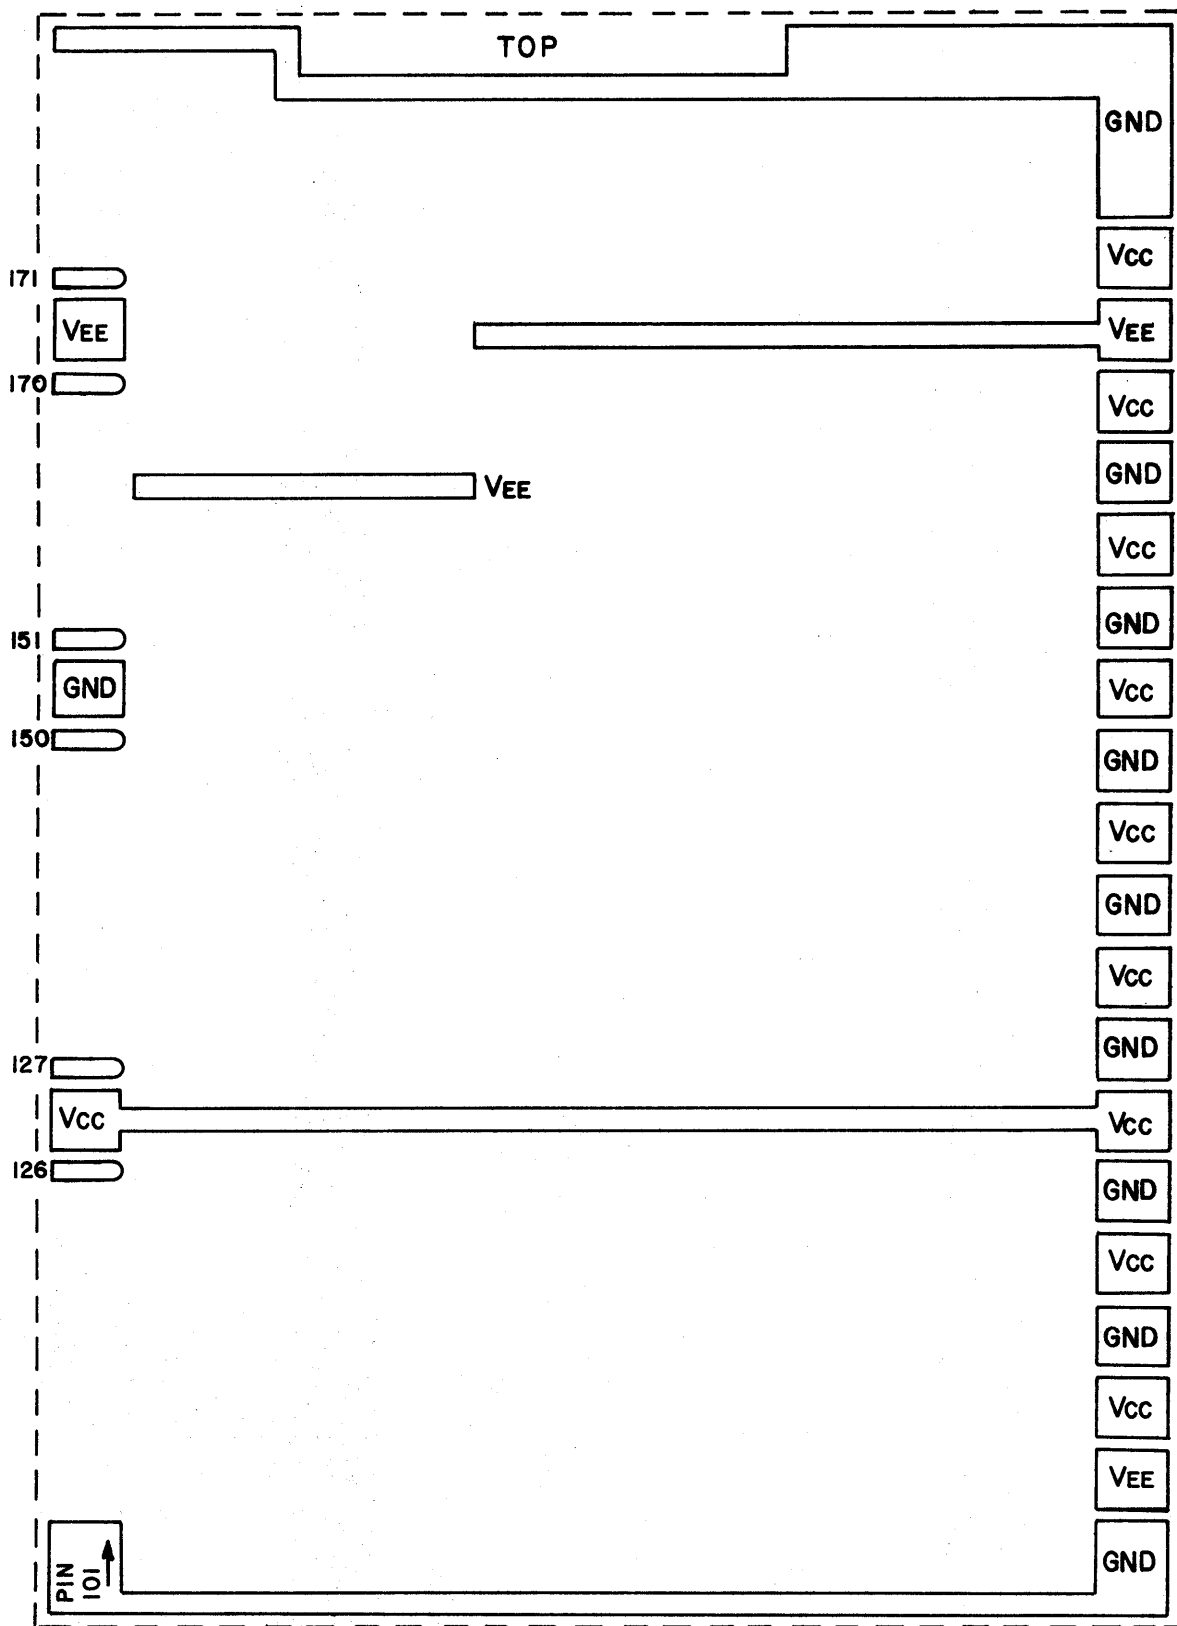 TOP
GND
Vcc
171
VEE
VEE
170
Vcc
GND
VEE
Vcc
151
GND
GND
Vcc
150
GND
Vcc
GND
Vcc
127
GND
Vcc
Vcc
126
GND
Vcc
GND
Vcc
VEE
PIN
101
GND